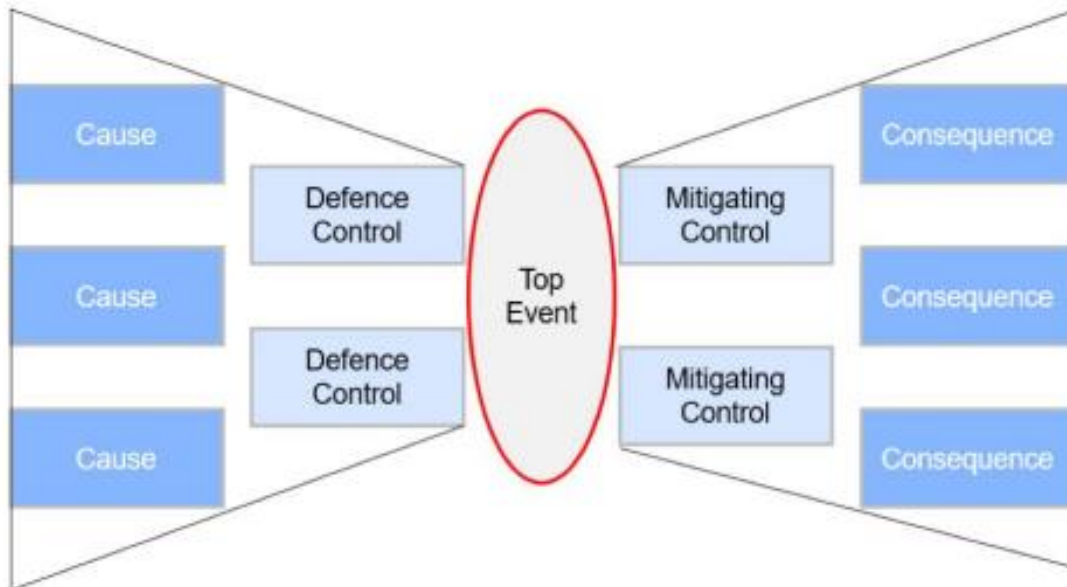 Cause
Cause
Cause
Defence
Control
Defence
Control
Top
Event
Mitigating
Control
Mitigating
Control
Consequence
Consequence
Consequence